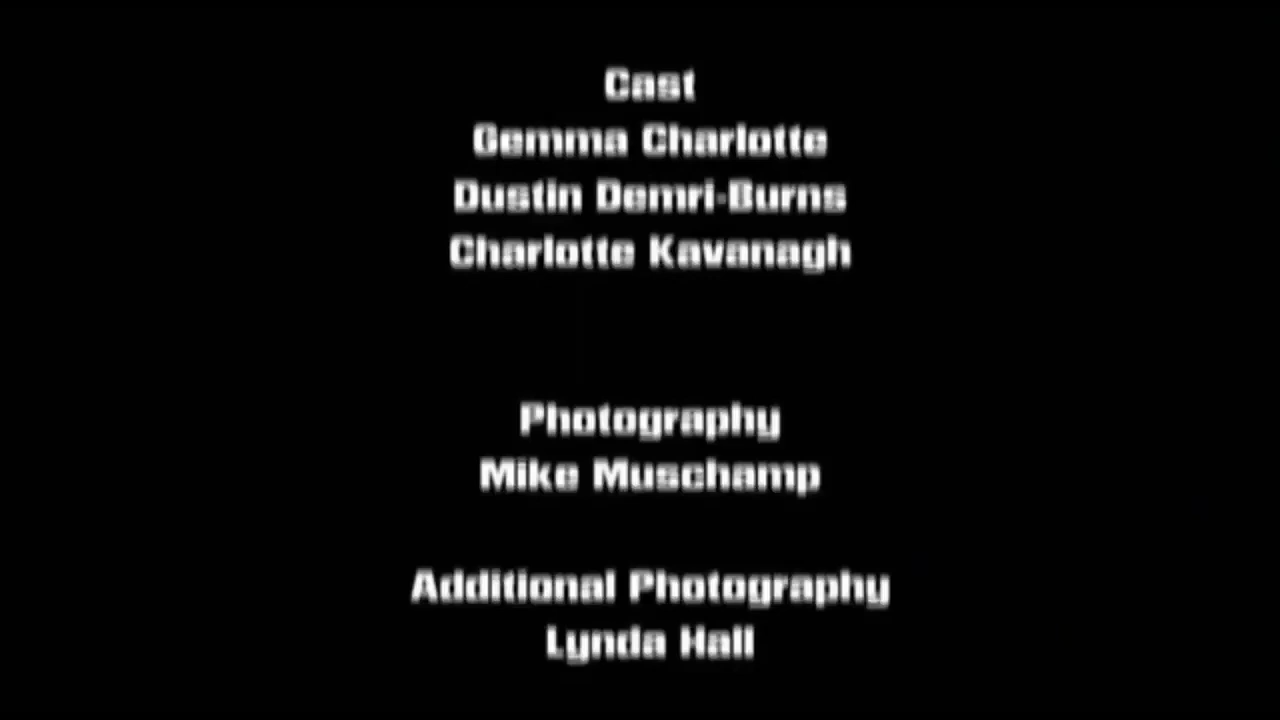 Cast
Gemma Charlotte
Dustin Demri-Burns
Charlotte Kavanagh
Photography
Mike Muschamp
Additional Photography
Lynda Hall